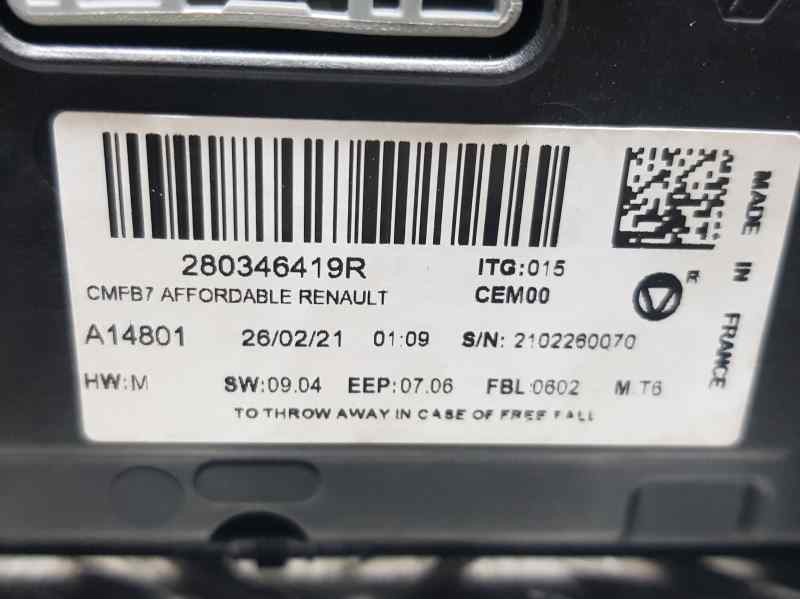 280346419R
ITG:015
CMFB7 AFFORDABLE RENAULT
CEM00
A14801 26/02/21 01:09 S/N: 2102260070
HW:M SW:09.04 EEP:07.06 FBL:0602 M.T6
TO THROW AWAY IN CASE OF FREE FALL
MADE IN FRANCE